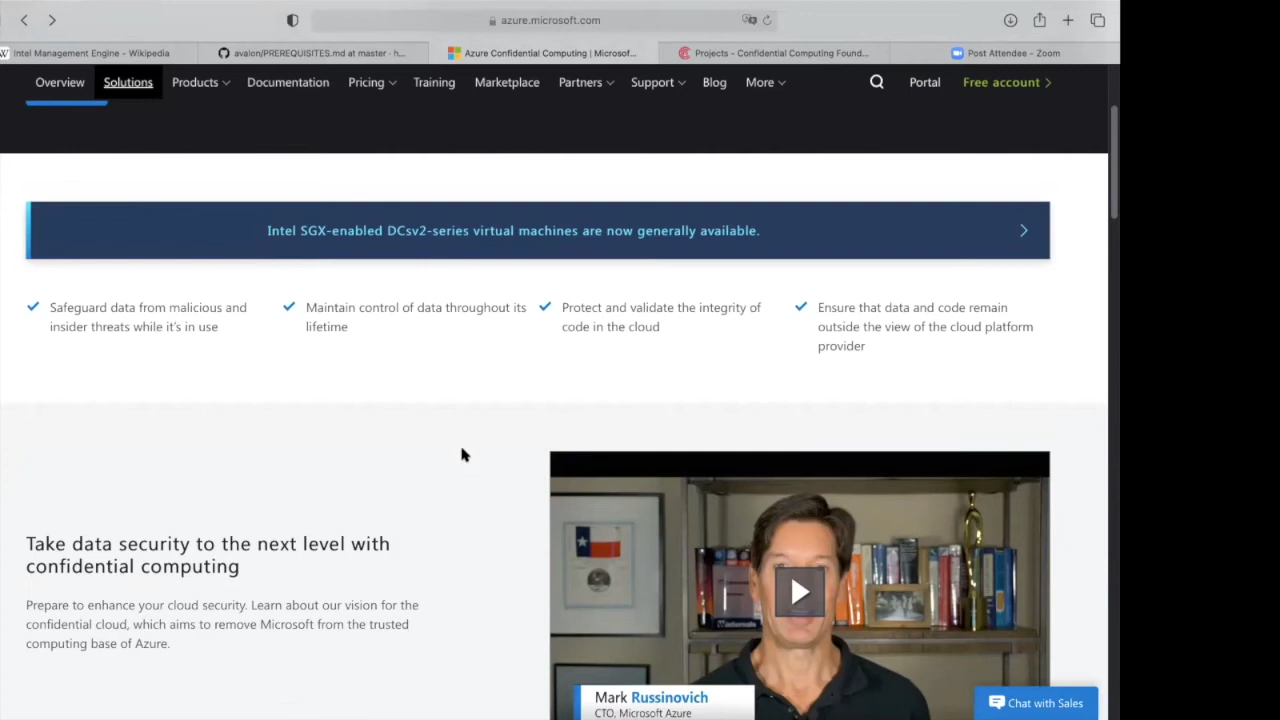 azure.microsoft.com
Intel Management Engine - Wikipedia
avalon/PREREQUISITES.md at master · h...
Azure Confidential Computing | Microsof...
Projects - Confidential Computing Found...
Post Attendee - Zoom
Overview Solutions Products Documentation Pricing Training Marketplace Partners Support Blog More Portal Free account
Intel SGX-enabled DCsv2-series virtual machines are now generally available.
Safeguard data from malicious and
insider threats while it's in use
Maintain control of data throughout its
lifetime
Protect and validate the integrity of
code in the cloud
Ensure that data and code remain
outside the view of the cloud platform
provider
Take data security to the next level with
confidential computing
Prepare to enhance your cloud security. Learn about our vision for the
confidential cloud, which aims to remove Microsoft from the trusted
computing base of Azure.
Mark Russinovich
CTO, Microsoft Azure
Chat with Sales